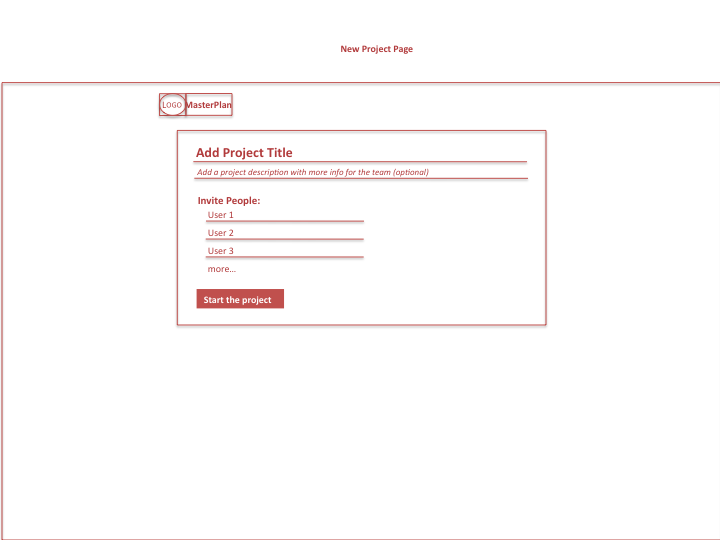 New Project Page
LOGO MasterPlan
Add Project Title
Add a project description with more info for the team (optional)
Invite People:
User 1
User 2
User 3
more...
Start the project